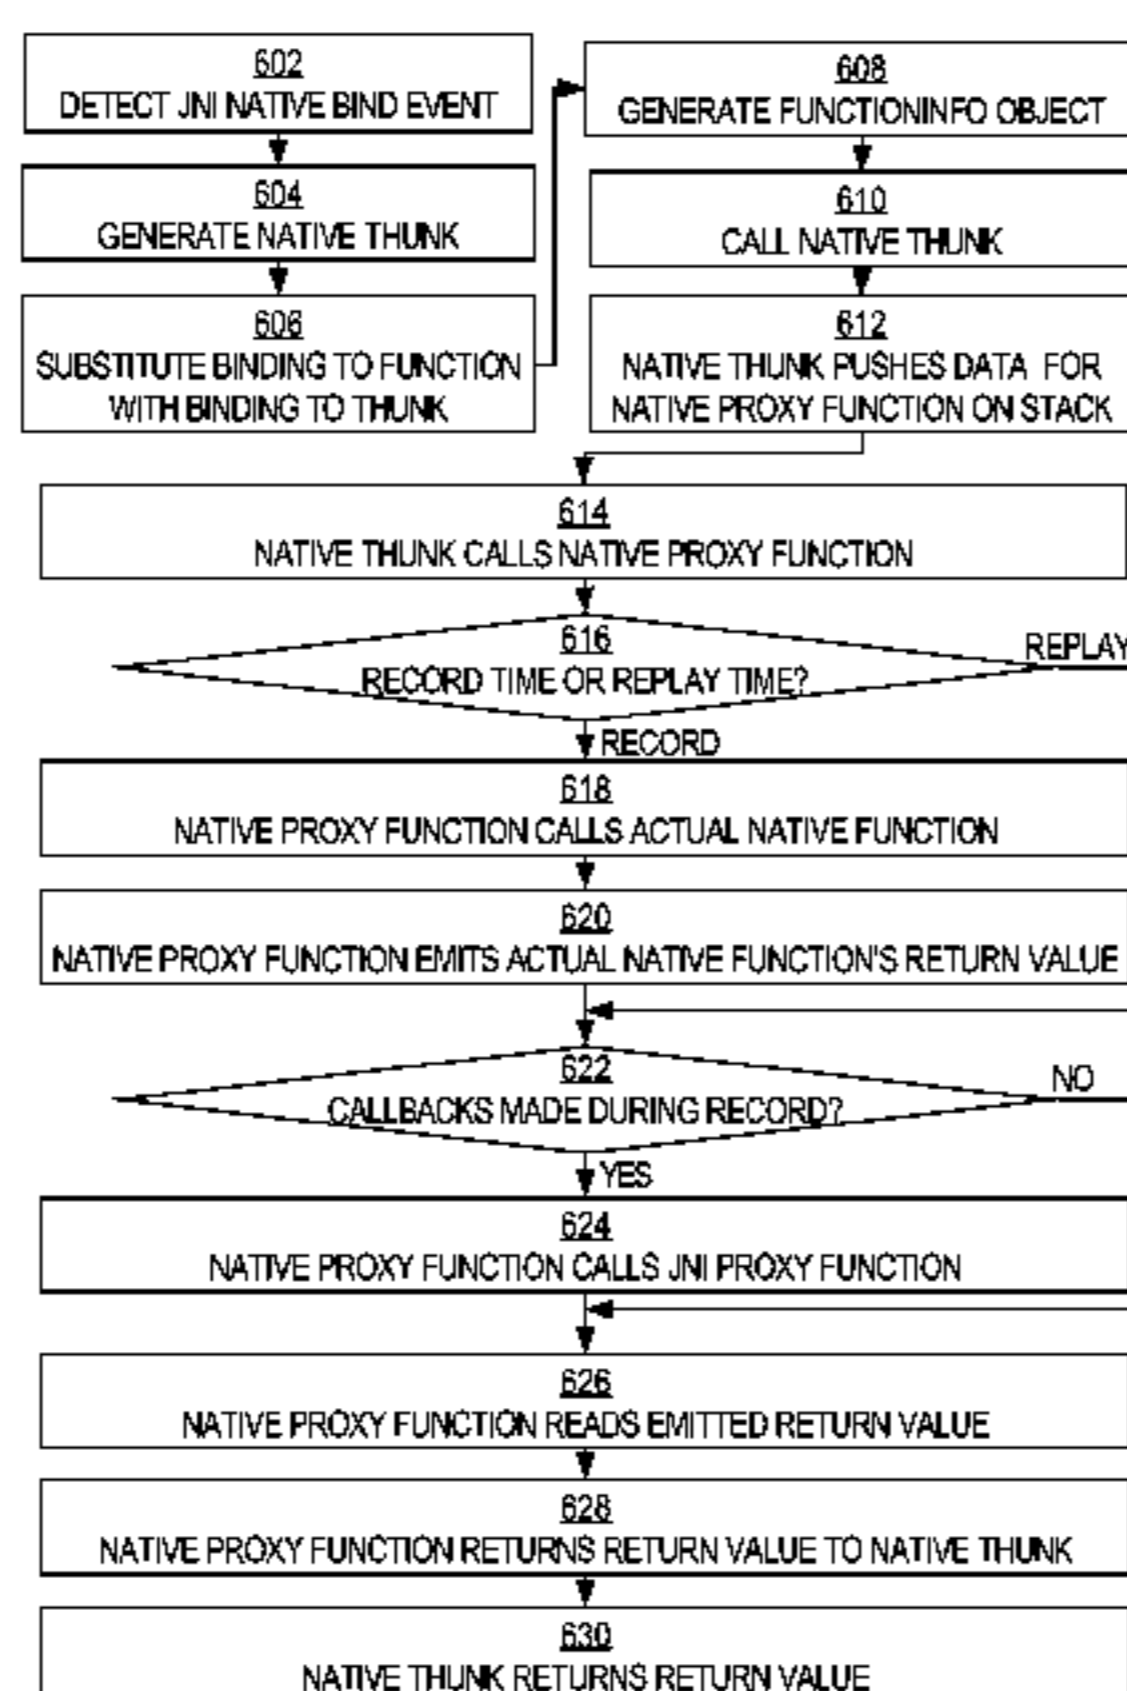 602
DETECT JNI NATIVE BIND EVENT
604
GENERATE NATIVE THUNK
606
SUBSTITUTE BINDING TO FUNCTION
WITH BINDING TO THUNK
608
GENERATE FUNCTIONINFO OBJECT
610
CALL NATIVE THUNK
612
NATIVE THUNK PUSHES DATA FOR
NATIVE PROXY FUNCTION ON STACK
614
NATIVE THUNK CALLS NATIVE PROXY FUNCTION
616
RECORD TIME OR REPLAY TIME?
REPLAY
RECORD
618
NATIVE PROXY FUNCTION CALLS ACTUAL NATIVE FUNCTION
620
NATIVE PROXY FUNCTION EMITS ACTUAL NATIVE FUNCTION'S RETURN VALUE
622
CALLBACKS MADE DURING RECORD?
NO
YES
624
NATIVE PROXY FUNCTION CALLS JNI PROXY FUNCTION
626
NATIVE PROXY FUNCTION READS EMITTED RETURN VALUE
628
NATIVE PROXY FUNCTION RETURNS RETURN VALUE TO NATIVE THUNK
630
NATIVE THUNK RETURNS RETURN VALUE